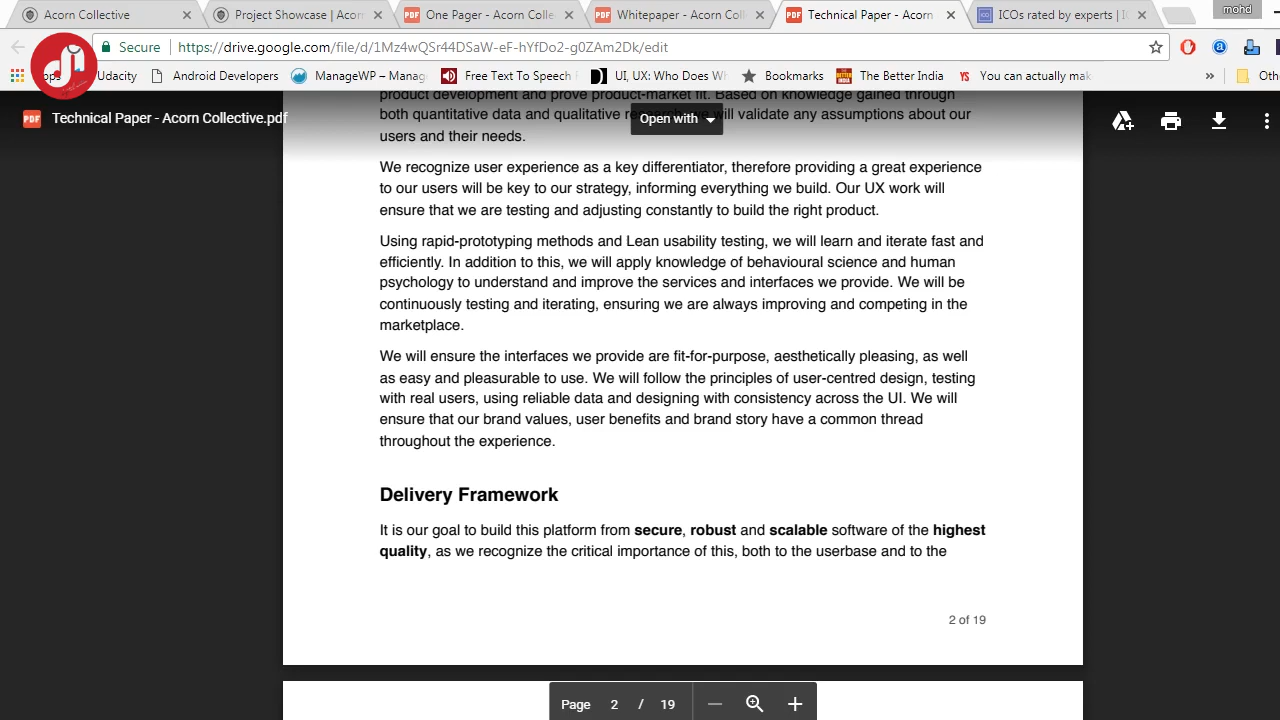 Acorn Collective
Project Showcase | Acorn
One Pager - Acorn Colle
Whitepaper - Acorn Col
Technical Paper - Acorn
ICOs rated by experts | IC
mohd
Secure
https://drive.google.com/file/d/1Mz4wQSr44DSaW-eF-hYfDo2-g0ZAm2Dk/edit
Udacity
Android Developers
ManageWP – Manag
Free Text To Speech
UI, UX: Who Does Wh
Bookmarks
The Better India
YS You can actually mak
»
Oth
PDF Technical Paper - Acorn Collective.pdf
Open with
product development and prove product-market fit. Based on knowledge gained through
both quantitative data and qualitative we will validate any assumptions about our
users and their needs.
We recognize user experience as a key differentiator, therefore providing a great experience
to our users will be key to our strategy, informing everything we build. Our UX work will
ensure that we are testing and adjusting constantly to build the right product.
Using rapid-prototyping methods and Lean usability testing, we will learn and iterate fast and
efficiently. In addition to this, we will apply knowledge of behavioural science and human
psychology to understand and improve the services and interfaces we provide. We will be
continuously testing and iterating, ensuring we are always improving and competing in the
marketplace.
We will ensure the interfaces we provide are fit-for-purpose, aesthetically pleasing, as well
as easy and pleasurable to use. We will follow the principles of user-centred design, testing
with real users, using reliable data and designing with consistency across the UI. We will
ensure that our brand values, user benefits and brand story have a common thread
throughout the experience.
Delivery Framework
It is our goal to build this platform from secure, robust and scalable software of the highest
quality, as we recognize the critical importance of this, both to the userbase and to the
2 of 19
Page 2 / 19